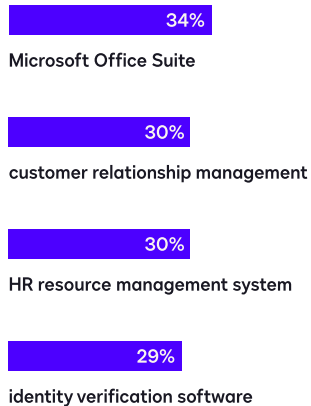 34%
Microsoft Office Suite
30%
customer relationship management
30%
HR resource management system
29%
identity verification software